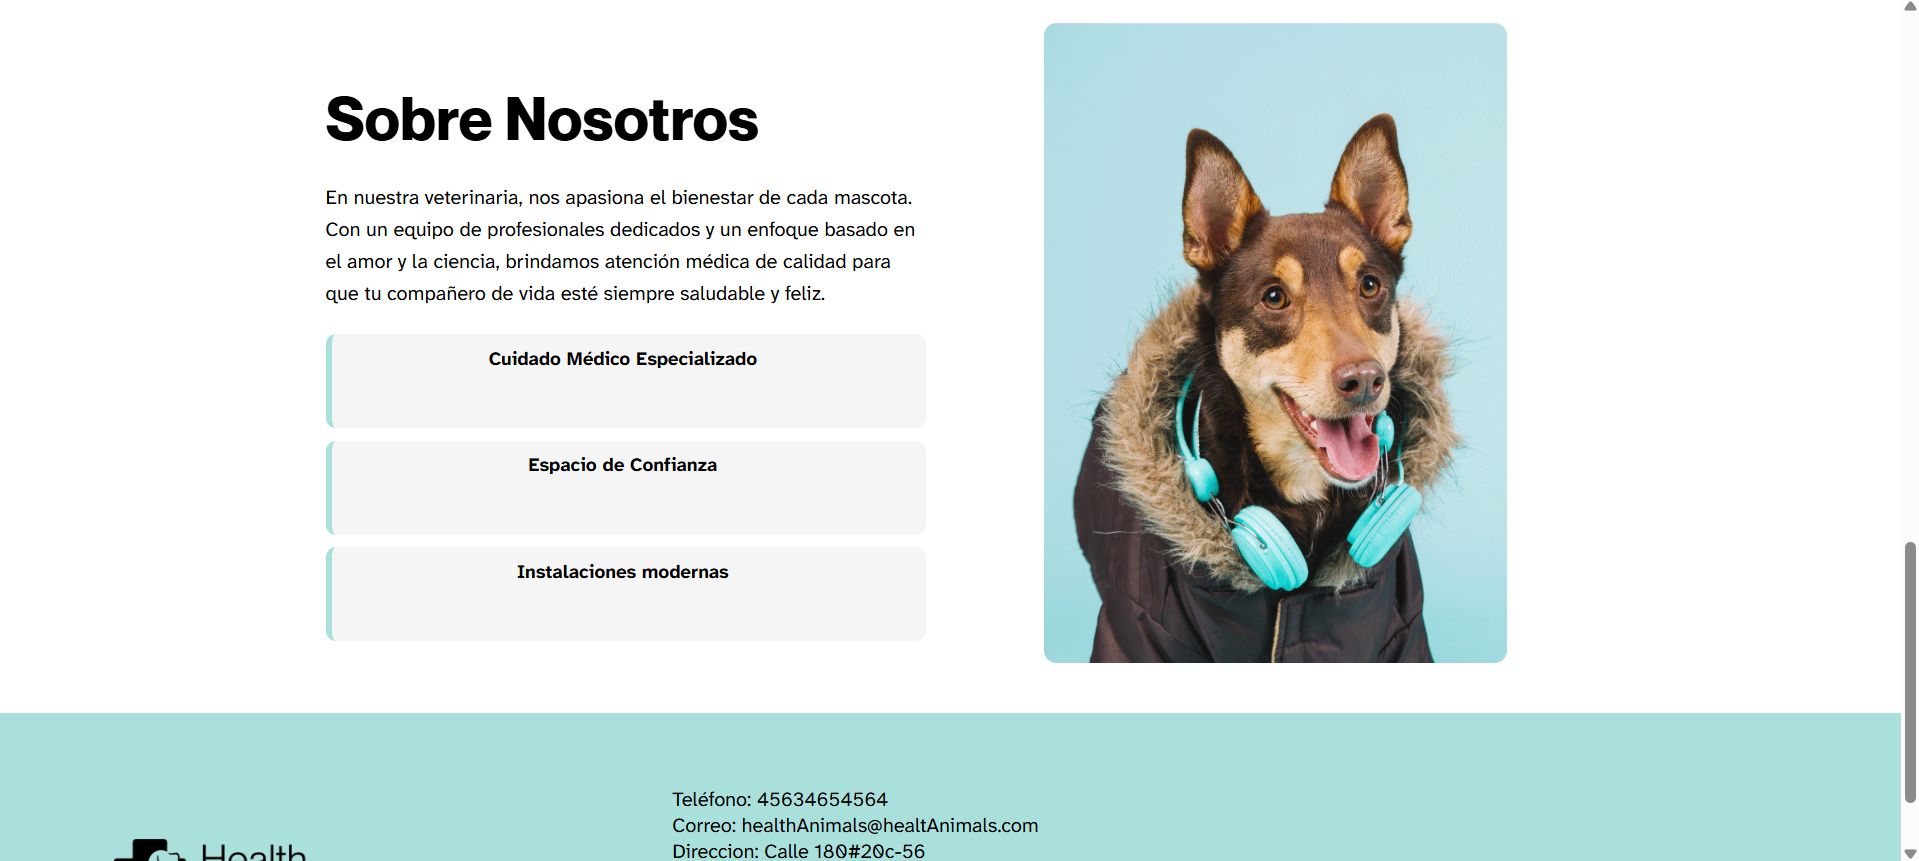 Sobre Nosotros
En nuestra veterinaria, nos apasiona el bienestar de cada mascota.
Con un equipo de profesionales dedicados y un enfoque basado en
el amor y la ciencia, brindamos atención médica de calidad para
que tu compañero de vida esté siempre saludable y feliz.
Cuidado Médico Especializado
Espacio de Confianza
Instalaciones modernas
Teléfono: 45634654564
Correo: healthAnimals@healtAnimals.com
Direccion: Calle 180#20c-56
Health